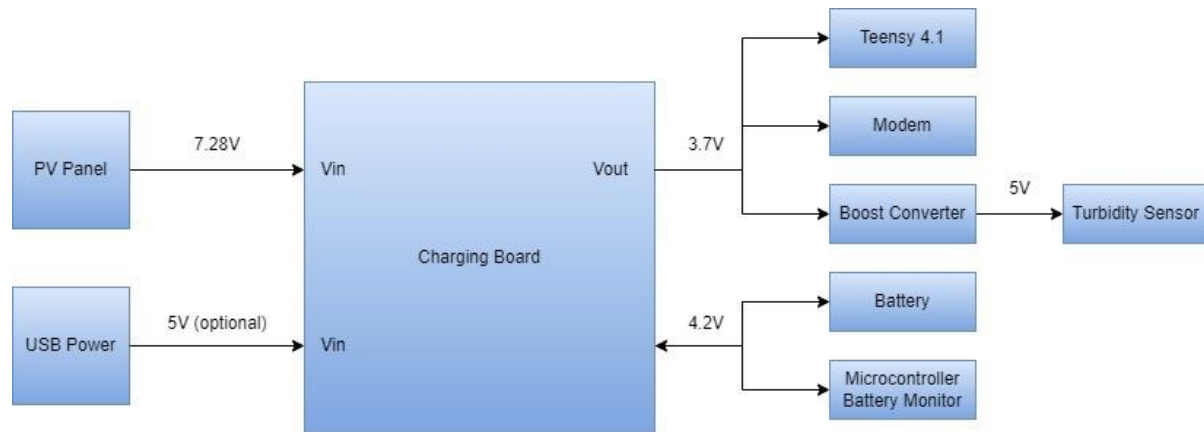 PV Panel
7.28V
Vin
USB Power
5V (optional)
Vin
Charging Board
Vout
3.7V
Teensy 4.1
Modem
Boost Converter
5V
Turbidity Sensor
4.2V
Battery
Microcontroller
Battery Monitor